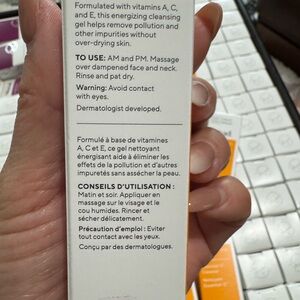 Formulated with vitamins A, C,
and E, this energizing cleansing
gel helps remove pollution and
other impurities without
over-drying skin.
TO USE: AM and PM. Massage
over dampened face and neck.
Rinse and pat dry.
Warning: Avoid contact
with eyes.
Dermatologist developed.
Formulé à base de vitamines
A, C et E, ce gel nettoyant
énergisant aide à éliminer les
effets de la pollution et d'autres
impuretés sans assécher la peau.
CONSEILS D'UTILISATION :
Matin et soir. Appliquer en
massage sur le visage et le
cou humides. Rincer et
sécher délicatement.
Précaution d'emploi : Eviter
tout contact avec les yeux.
Conçu par des dermatologues.